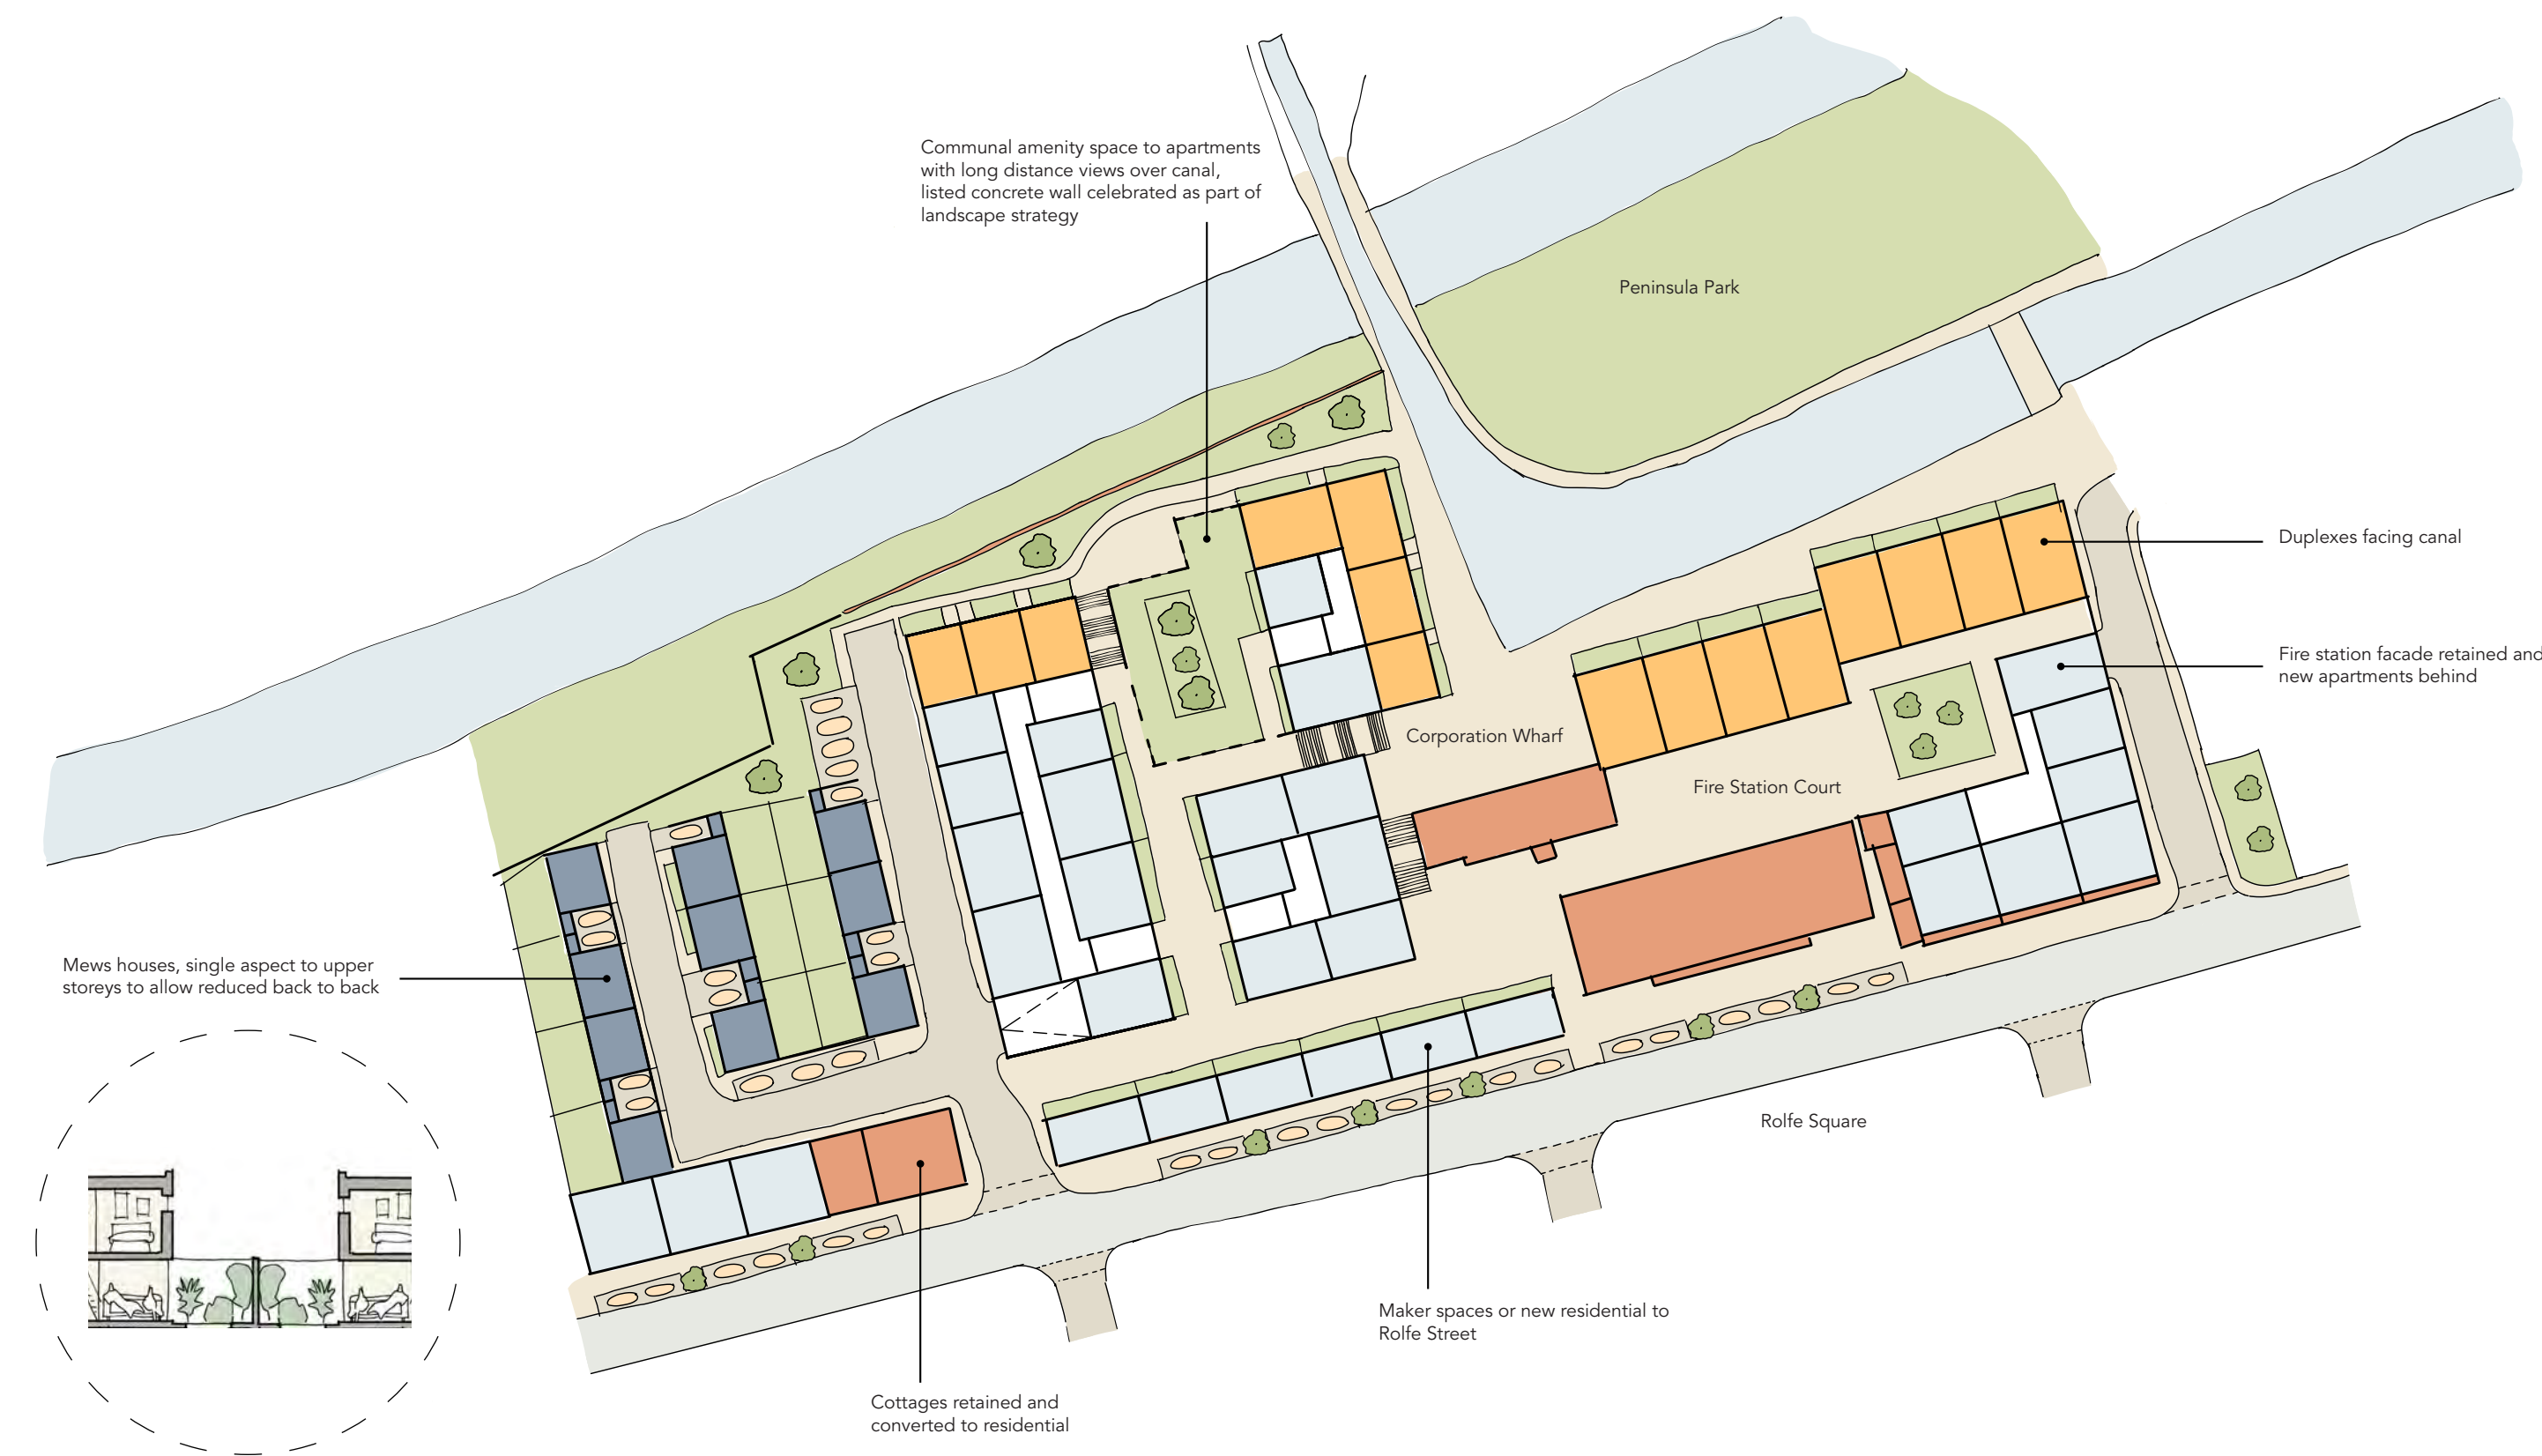 Communal amenity space to apartments
with long distance views over canal,
listed concrete wall celebrated as part of
landscape strategy
Peninsula Park
Duplexes facing canal
Fire station facade retained and
new apartments behind
Corporation Wharf
Fire Station Court
Mews houses, single aspect to upper
storeys to allow reduced back to back
Rolfe Square
Maker spaces or new residential to
Rolfe Street
Cottages retained and
converted to residential